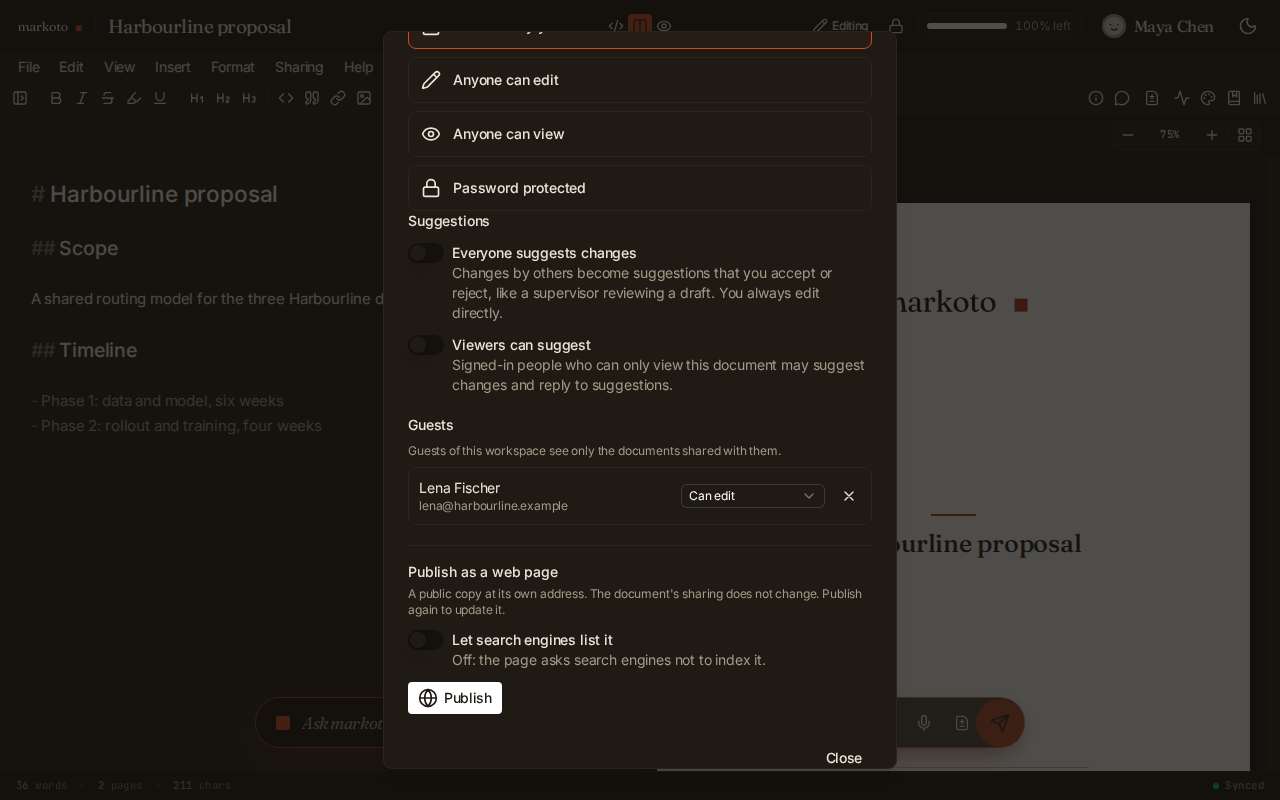 markoto
Harbourline proposal
Editing
100% left
Maya Chen
File Edit View Insert Format Sharing Help
H1 H2 H3
75%
# Harbourline proposal
## Scope
A shared routing model for the three Harbourline d
## Timeline
- Phase 1: data and model, six weeks
- Phase 2: rollout and training, four weeks
Anyone can edit
Anyone can view
Password protected
Suggestions
Everyone suggests changes
Changes by others become suggestions that you accept or
reject, like a supervisor reviewing a draft. You always edit
directly.
Viewers can suggest
Signed-in people who can only view this document may suggest
changes and reply to suggestions.
Guests
Guests of this workspace see only the documents shared with them.
Lena Fischer
Can edit
lena@harbourline.example
Publish as a web page
A public copy at its own address. The document's sharing does not change. Publish
again to update it.
Let search engines list it
Off: the page asks search engines not to index it.
Publish
Close
narkoto
ourline proposal
Ask markot
36 words · 2 pages · 211 chars
Synced